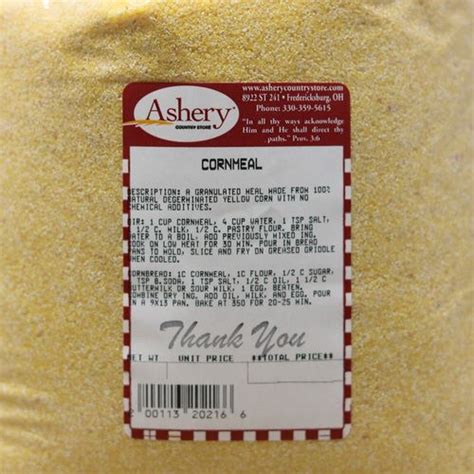 Ashery
COUNTRY STORE
www.asherycountrystore.com
8922 ST 241 • Fredericksburg, OH
Phone: 330-359-5615
"In all thy ways acknowledge
Him and He shall direct thy
paths." Prov. 3:6
CORNMEAL
DESCRIPTION: A GRANULATED MEAL MADE FROM 100%
NATURAL DEGERMINATED YELLOW CORN WITH NO
CHEMICAL ADDITIVES.
DIR: 1 CUP CORNMEAL, 4 CUP WATER, 1 TSP SALT,
1 1/2 C. MILK, 1/2 C. PASTRY FLOUR. BRING
WATER TO A BOIL. ADD PREVIOUSLY MIXED ING.
COOK ON LOW HEAT FOR 30 MIN. POUR IN BREAD
PANS TO HOLD, SLICE AND FRY ON GREASED GRIDDLE
WHEN COOLED.
CORNBREAD: 1C CORNMEAL, 1C FLOUR, 1/2 C SUGAR,
1 TSP B.SODA, 1 TSP SALT, 1/2 C OIL, 1 1/2 C
BUTTERMILK OR SOUR MILK, 1 EGG, BEATEN.
COMBINE DRY ING. ADD OIL, MILK, AND EGG. POUR
IN A 9X13 PAN. BAKE AT 350 FOR 20-25 MIN.
Thank You
NET WT UNIT PRICE **TOTAL PRICE**
2 00113 20216 6